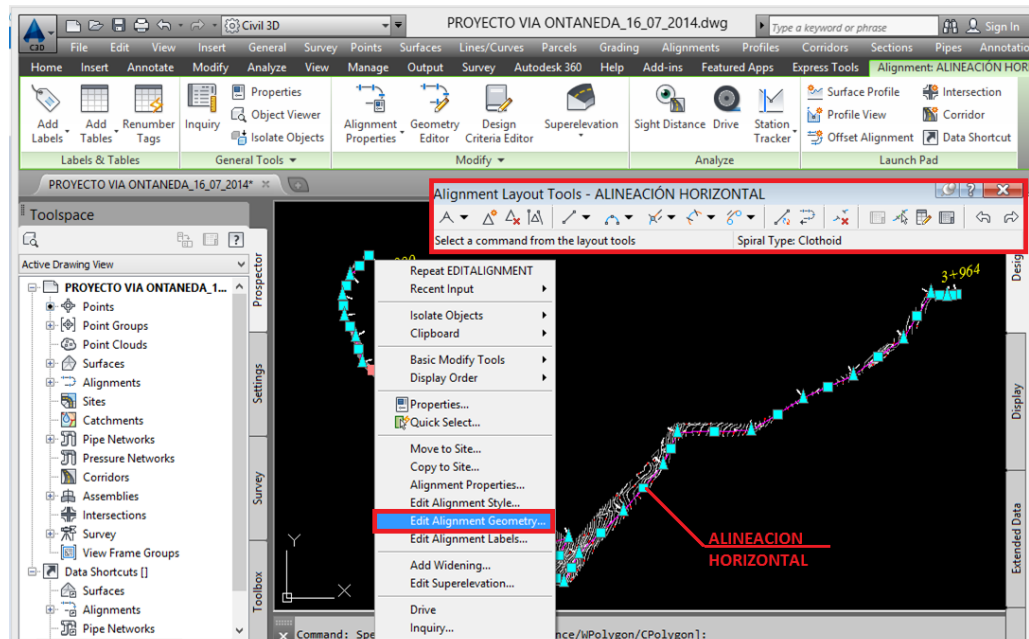 C3D
Civil 3D
PROYECTO VIA ONTANEDA_16_07_2014.dwg
Type a keyword or phrase
Sign In
File Edit View Insert General Survey Points Surfaces Lines/Curves Parcels Grading Alignments Profiles Corridors Sections Pipes Annotatio
Home Insert Annotate Modify Analyze View Manage Output Survey Autodesk 360 Help Add-ins Featured Apps Express Tools Alignment: ALINEACIÓN HOR
Add Labels
Add Tables
Renumber Tags
Labels & Tables
Inquiry
Properties
Object Viewer
Isolate Objects
General Tools
Alignment Properties
Geometry Editor
Design Criteria Editor
Superelevation
Modify
Sight Distance
Drive
Station Tracker
Analyze
Surface Profile
Profile View
Offset Alignment
Intersection
Corridor
Data Shortcut
Launch Pad
PROYECTO VIA ONTANEDA_16_07_2014*
Alignment Layout Tools - ALINEACIÓN HORIZONTAL
Select a command from the layout tools
Spiral Type: Clothoid
Toolspace
Active Drawing View
PROYECTO VIA ONTANEDA_1...
Points
Point Groups
Point Clouds
Surfaces
Alignments
Sites
Catchments
Pipe Networks
Pressure Networks
Corridors
Assemblies
Intersections
Survey
View Frame Groups
Data Shortcuts []
Surfaces
Alignments
Pipe Networks
Prospector
Settings
Survey
Toolbox
Repeat EDITALIGNMENT
Recent Input
Isolate Objects
Clipboard
Basic Modify Tools
Display Order
Properties...
Quick Select...
Move to Site...
Copy to Site...
Alignment Properties...
Edit Alignment Style...
Edit Alignment Geometry...
Edit Alignment Labels...
Add Widening...
Edit Superelevation...
Drive
Inquiry...
3+964
ALINEACION
HORIZONTAL
Y
X
Desig
Display
Extended Data
Command: Spe
nce/WPolygon/CPolygon]: